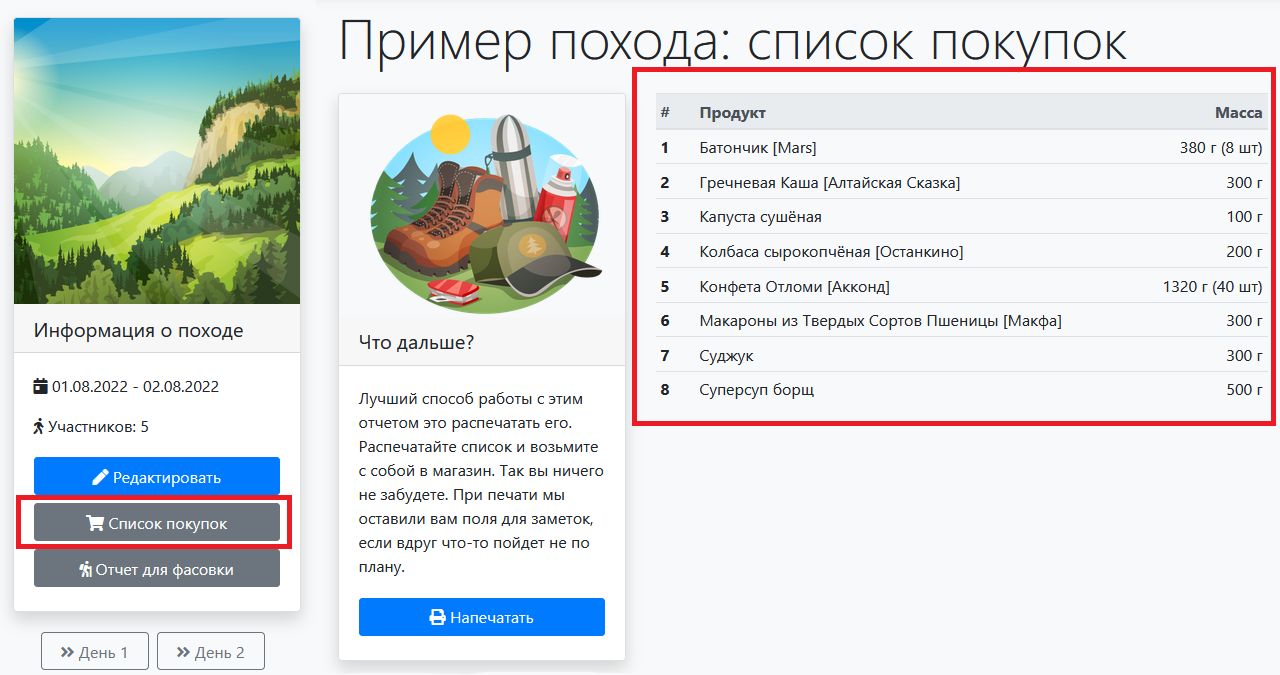 Пример похода: список покупок
Информация о походе
01.08.2022 - 02.08.2022
Участников: 5
Редактировать
Список покупок
Отчет для фасовки
День 1
День 2
Что дальше?
Лучший способ работы с этим
отчетом это распечатать его.
Распечатайте список и возьмите
с собой в магазин. Так вы ничего
не забудете. При печати мы
оставили вам поля для заметок,
если вдруг что-то пойдет не по
плану.
Напечатать
# Продукт Масса
1 Батончик [Mars] 380 г (8 шт)
2 Гречневая Каша [Алтайская Сказка] 300 г
3 Капуста сушёная 100 г
4 Колбаса сырокопчёная [Останкино] 200 г
5 Конфета Отломи [Акконд] 1320 г (40 шт)
6 Макароны из Твердых Сортов Пшеницы [Макфа] 300 г
7 Суджук 300 г
8 Суперсуп борщ 500 г